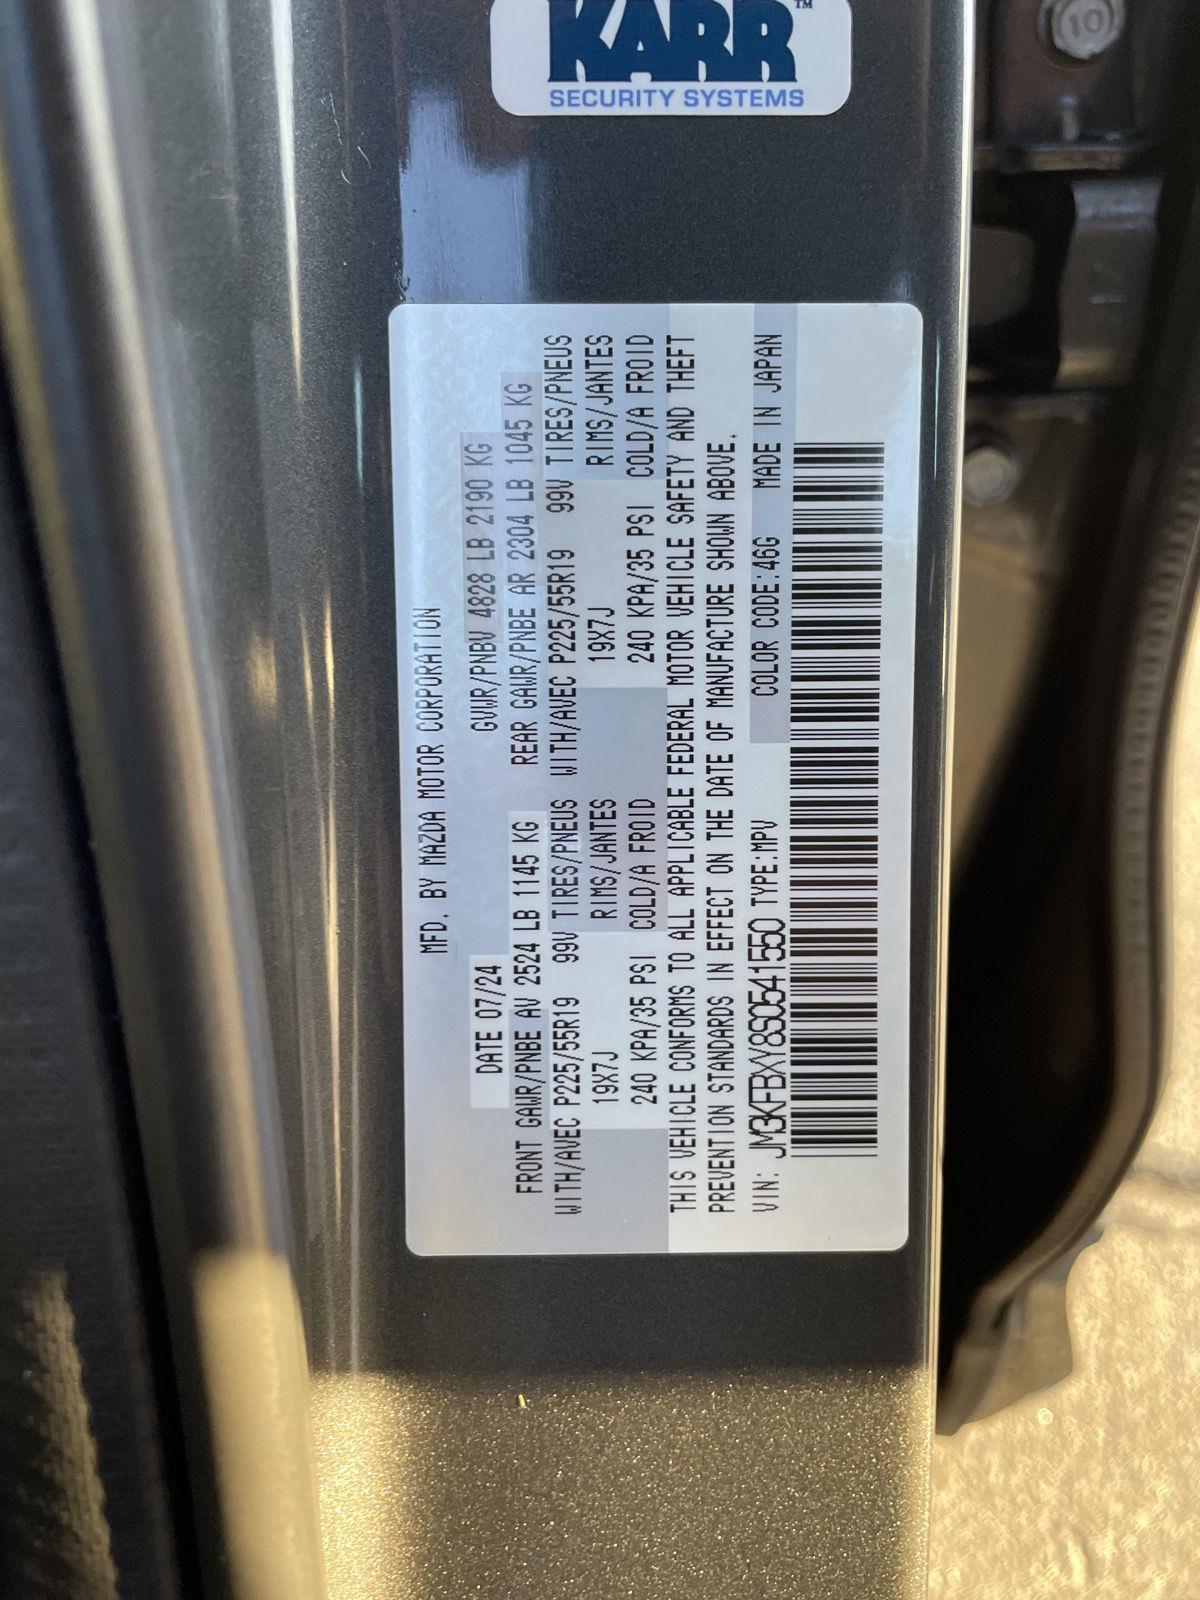 KARR™
SECURITY SYSTEMS
10
MFD. BY MAZDA MOTOR CORPORATION
DATE 07/24 GVWR/PNBV 4828 LB 2190 KG
FRONT GAWR/PNBE AV 2524 LB 1145 KG REAR GAWR/PNBE AR 2304 LB 1045 KG
WITH/AVEC P225/55R19 99V TIRES/PNEUS WITH/AVEC P225/55R19 99V TIRES/PNEUS
19X7J RIMS/JANTES 19X7J RIMS/JANTES
240 KPA/35 PSI COLD/A FROID 240 KPA/35 PSI COLD/A FROID
THIS VEHICLE CONFORMS TO ALL APPLICABLE FEDERAL MOTOR VEHICLE SAFETY AND THEFT
PREVENTION STANDARDS IN EFFECT ON THE DATE OF MANUFACTURE SHOWN ABOVE.
VIN: JM3KFBXY8S0541550 TYPE:MPV COLOR CODE:46G MADE IN JAPAN